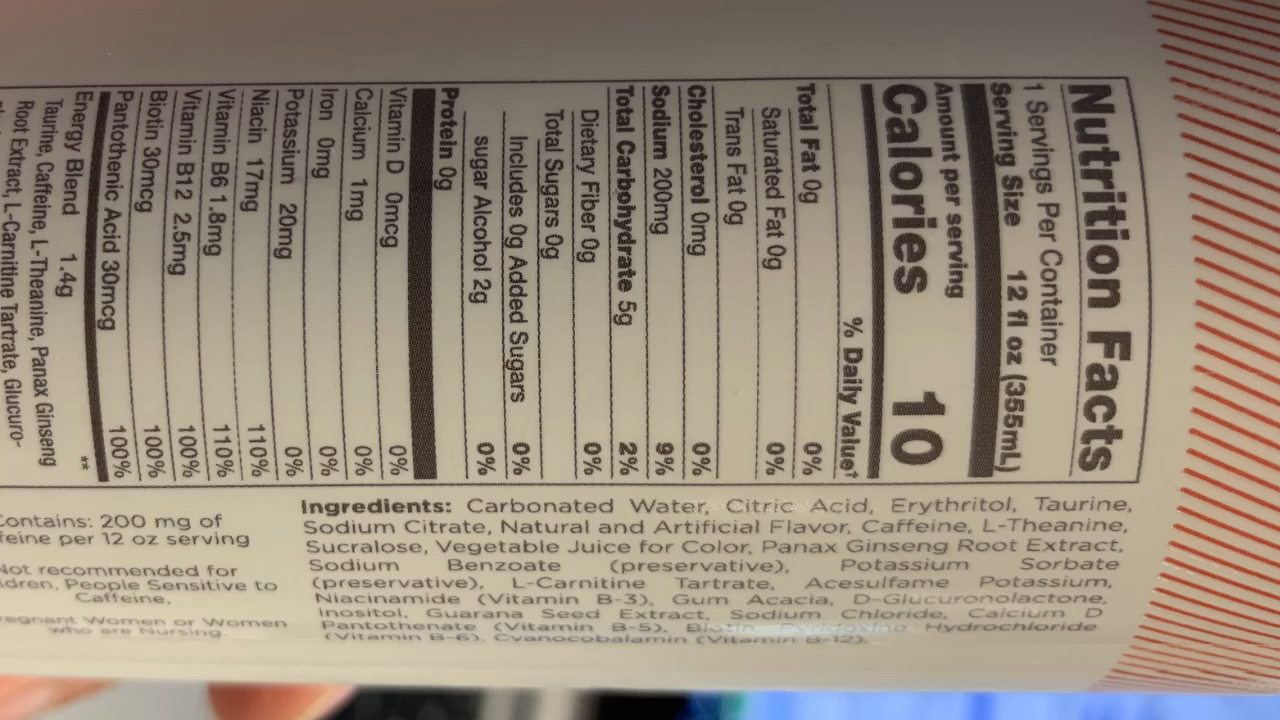 Nutrition Facts
1 Servings Per Container
Serving Size 12 fl oz (355mL)
Amount per serving
Calories 10
% Daily Value†
Total Fat 0g 0%
Saturated Fat 0g 0%
Trans Fat 0g
Cholesterol 0mg 0%
Sodium 200mg 9%
Total Carbohydrate 5g 2%
Dietary Fiber 0g 0%
Total Sugars 0g
Includes 0g Added Sugars 0%
sugar Alcohol 2g 0%
Protein 0g
Vitamin D 0mcg 0%
Calcium 1mg 0%
Iron 0mg 0%
Potassium 20mg 0%
Niacin 17mg 110%
Vitamin B6 1.8mg 110%
Vitamin B12 2.5mg 100%
Biotin 30mcg 100%
Pantothenic Acid 30mcg 100%
Energy Blend 1.4g **
Taurine, Caffeine, L-Theanine, Panax Ginseng
Root Extract, L-Carnitine Tartrate, Glucuro-
Ingredients: Carbonated Water, Citric Acid, Erythritol, Taurine,
Sodium Citrate, Natural and Artificial Flavor, Caffeine, L-Theanine,
Sucralose, Vegetable Juice for Color, Panax Ginseng Root Extract,
Sodium Benzoate (preservative), Potassium Sorbate
(preservative), L-Carnitine Tartrate, Acesulfame Potassium,
Niacinamide (Vitamin B-3), Gum Acacia, D-Glucuronolactone,
Inositol, Guarana Seed Extract, Sodium Chloride, Calcium D
Pantothenate (Vitamin B-5), Biotin, Pyridoxine Hydrochloride
(Vitamin B-6), Cyanocobalamin (Vitamin B-12).
Contains: 200 mg of
feine per 12 oz serving
Not recommended for
ldren, People Sensitive to
Caffeine,
regnant Women or Women
who are Nursing.